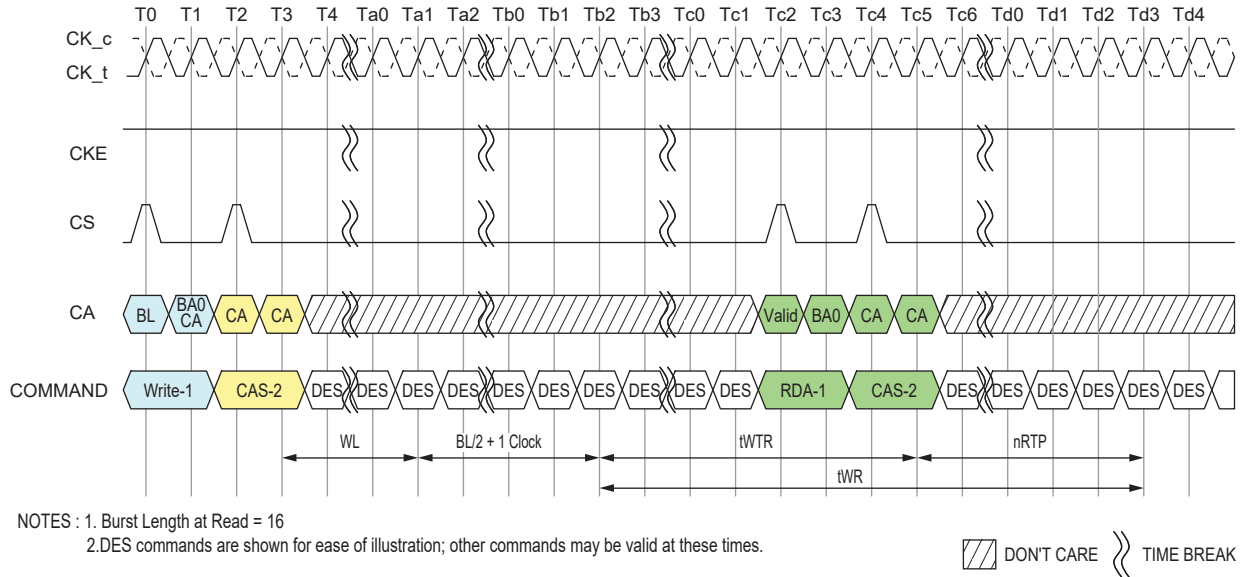 T0 T1 T2 T3 T4 Ta0 Ta1 Ta2 Tb0 Tb1 Tb2 Tb3 Tc0 Tc1 Tc2 Tc3 Tc4 Tc5 Tc6 Td0 Td1 Td2 Td3 Td4
CK_c
CK_t
CKE
CS
CA BL BA0 CA CA CA Valid BA0 CA CA
COMMAND Write-1 CAS-2 DES DES DES DES DES DES DES DES DES DES RDA-1 CAS-2 DES DES DES DES DES DES
WL BL/2 + 1 Clock tWTR nRTP
tWR
NOTES : 1. Burst Length at Read = 16
2.DES commands are shown for ease of illustration; other commands may be valid at these times.
DON'T CARE TIME BREAK